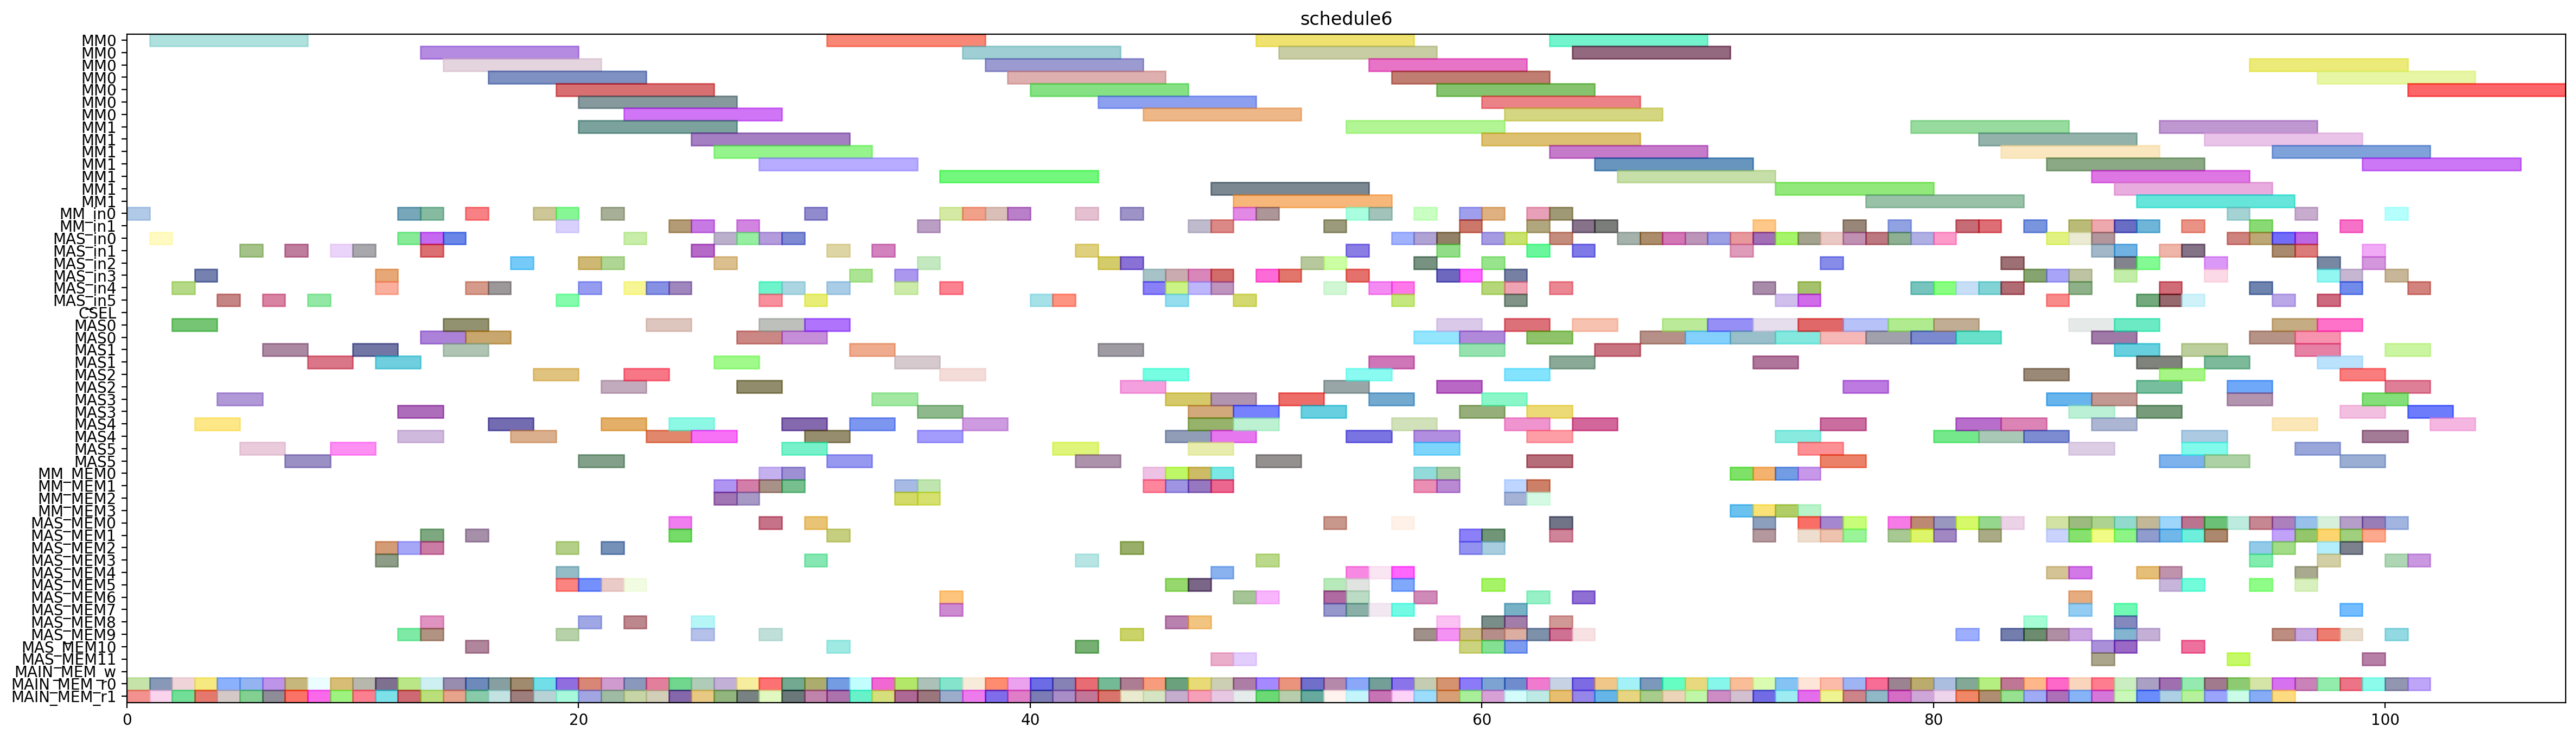 schedule6
MM0
MM0
MM0
MM0
MM0
MM0
MM0
MM1
MM1
MM1
MM1
MM1
MM1
MM1
MM_in0
MM_in1
MAS_in0
MAS_in1
MAS_in2
MAS_in3
MAS_in4
MAS_in5
CSEL
MAS0
MAS0
MAS1
MAS1
MAS2
MAS2
MAS3
MAS3
MAS4
MAS4
MAS5
MAS5
MM_MEM0
MM_MEM1
MM_MEM2
MM_MEM3
MAS_MEM0
MAS_MEM1
MAS_MEM2
MAS_MEM3
MAS_MEM4
MAS_MEM5
MAS_MEM6
MAS_MEM7
MAS_MEM8
MAS_MEM9
MAS_MEM10
MAS_MEM11
MAIN_MEM_w
MAIN_MEM_r0
MAIN_MEM_r1
0 20 40 60 80 100